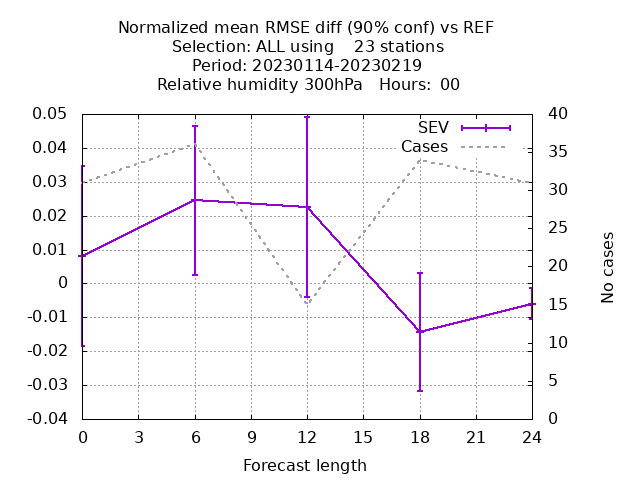 Normalized mean RMSE diff (90% conf) vs REF
Selection: ALL using    23 stations
Period: 20230114-20230219
Relative humidity 300hPa   Hours:  00
0.05
0.04
0.03
0.02
0.01
0
-0.01
-0.02
-0.03
-0.04
SEV
Cases
40
35
30
25
20
15
10
5
0
No cases
0 3 6 9 12 15 18 21 24
Forecast length